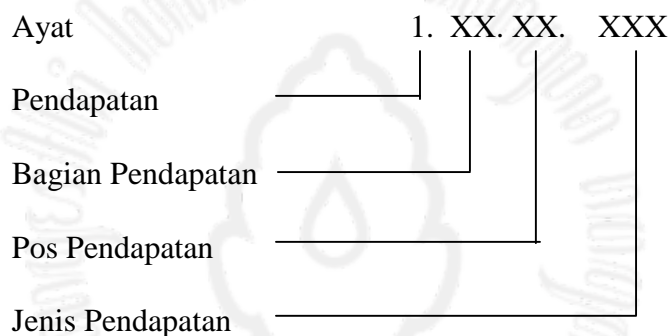 Ayat 1. XX. XX. XXX
Pendapatan
Bagian Pendapatan
Pos Pendapatan
Jenis Pendapatan